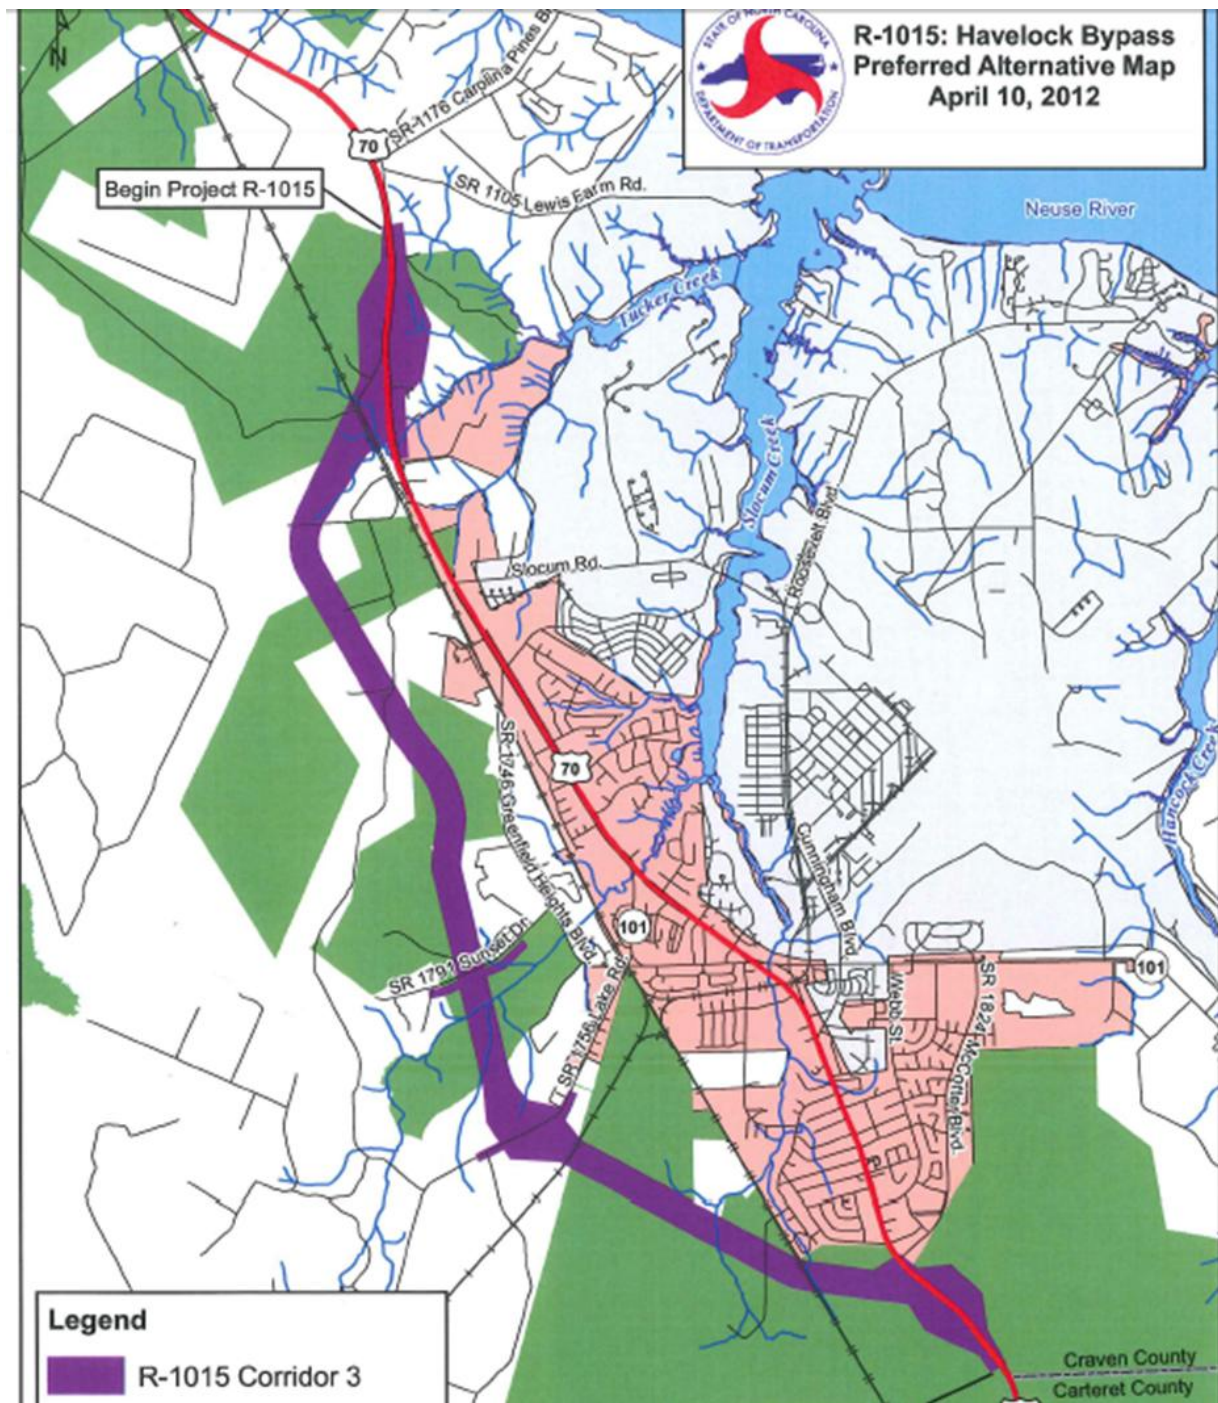 STATE OF NORTH CAROLINA
DEPARTMENT OF TRANSPORTATION
R-1015: Havelock Bypass
Preferred Alternative Map
April 10, 2012
N
70
SR 1176 Carolina Pines
Begin Project R-1015
SR 1105 Lewis Farm Rd.
Neuse River
Tucker Creek
Slocum Creek
Roosevelt Blvd.
Slocum Rd.
SR 1746 Greenfield Heights Blvd.
70
Hancock Creek
Cunningham Blvd.
101
SR 1791 Sunset Dr.
101
SR 1756 Lake Rd.
Webb St.
SR 1824 McCotter Blvd.
Legend
R-1015 Corridor 3
Craven County
Carteret County